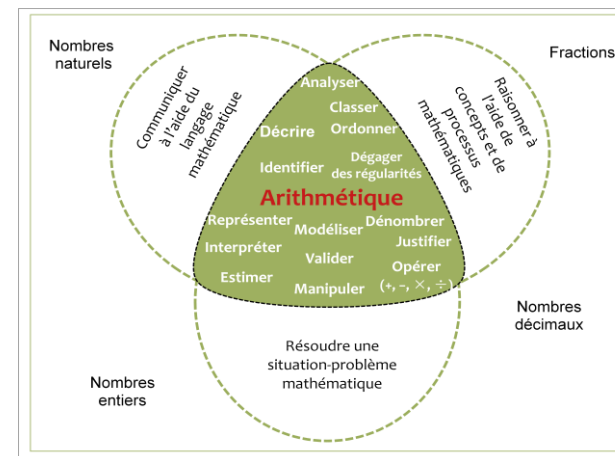 Nombres
naturels
Fractions
Communiquer
à l'aide du
langage
mathématique
Raisonner à
l'aide de
concepts et de
processus
mathématiques
Analyser
Classer
Décrire
Ordonner
Identifier
Dégager
des régularités
Arithmétique
Représenter
Modéliser
Dénombrer
Interpréter
Valider
Justifier
Estimer
Manipuler
Opérer
(+, -, ×, ÷)
Nombres
décimaux
Résoudre une
situation-problème
mathématique
Nombres
entiers